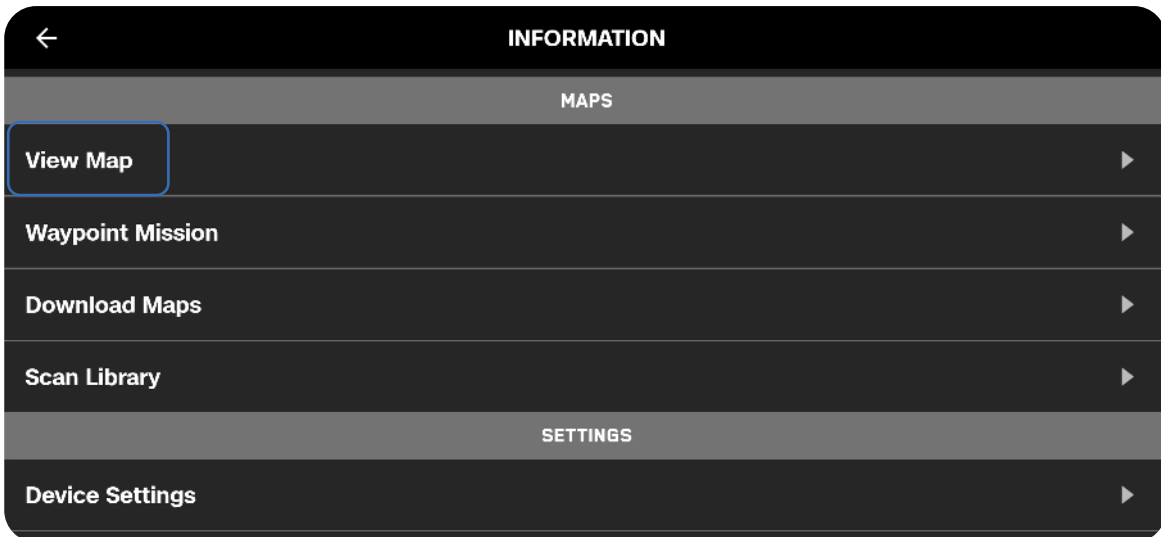 INFORMATION
MAPS
View Map
Waypoint Mission
Download Maps
Scan Library
SETTINGS
Device Settings